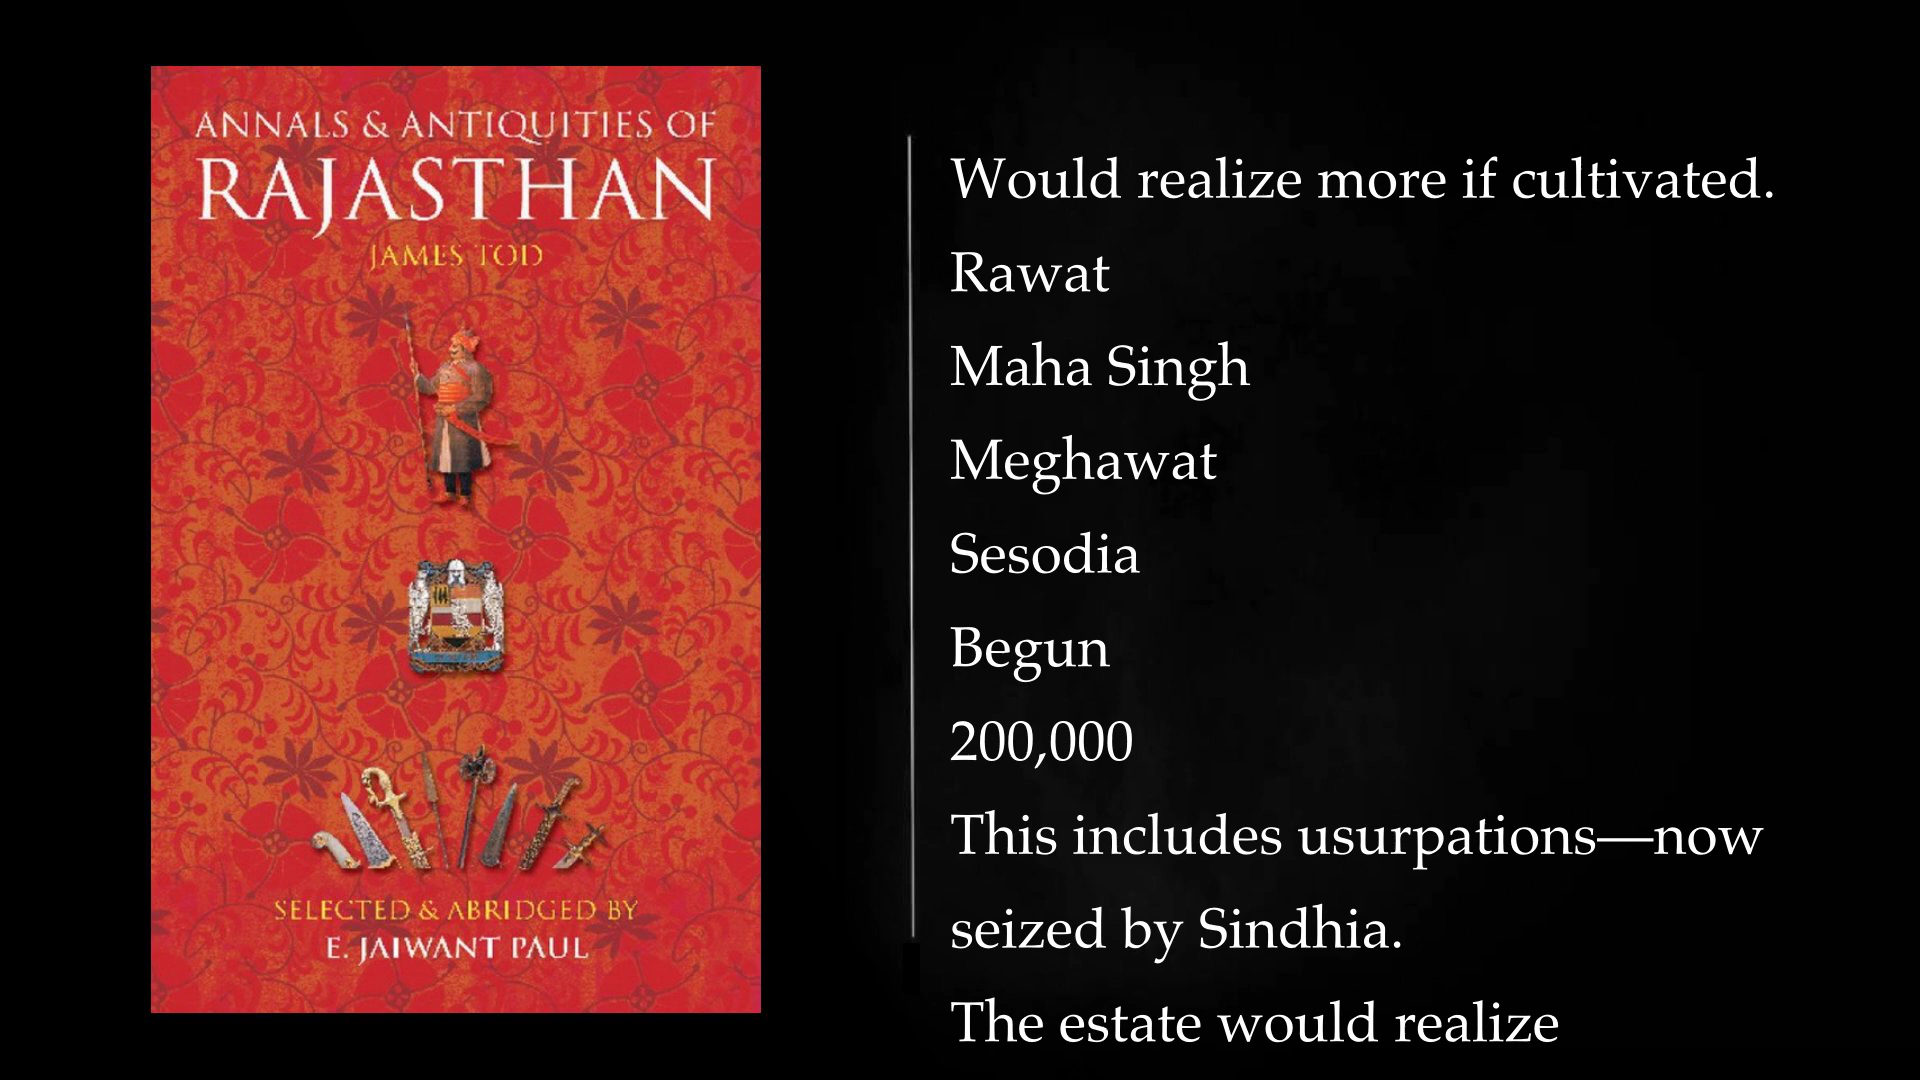 ANNALS & ANTIQUITIES OF
RAJASTHAN
JAMES TOD
SELECTED & ABRIDGED BY
E. JAIWANT PAUL
Would realize more if cultivated.
Rawat
Maha Singh
Meghawat
Sesodia
Begun
200,000
This includes usurpations—now
seized by Sindhia.
The estate would realize